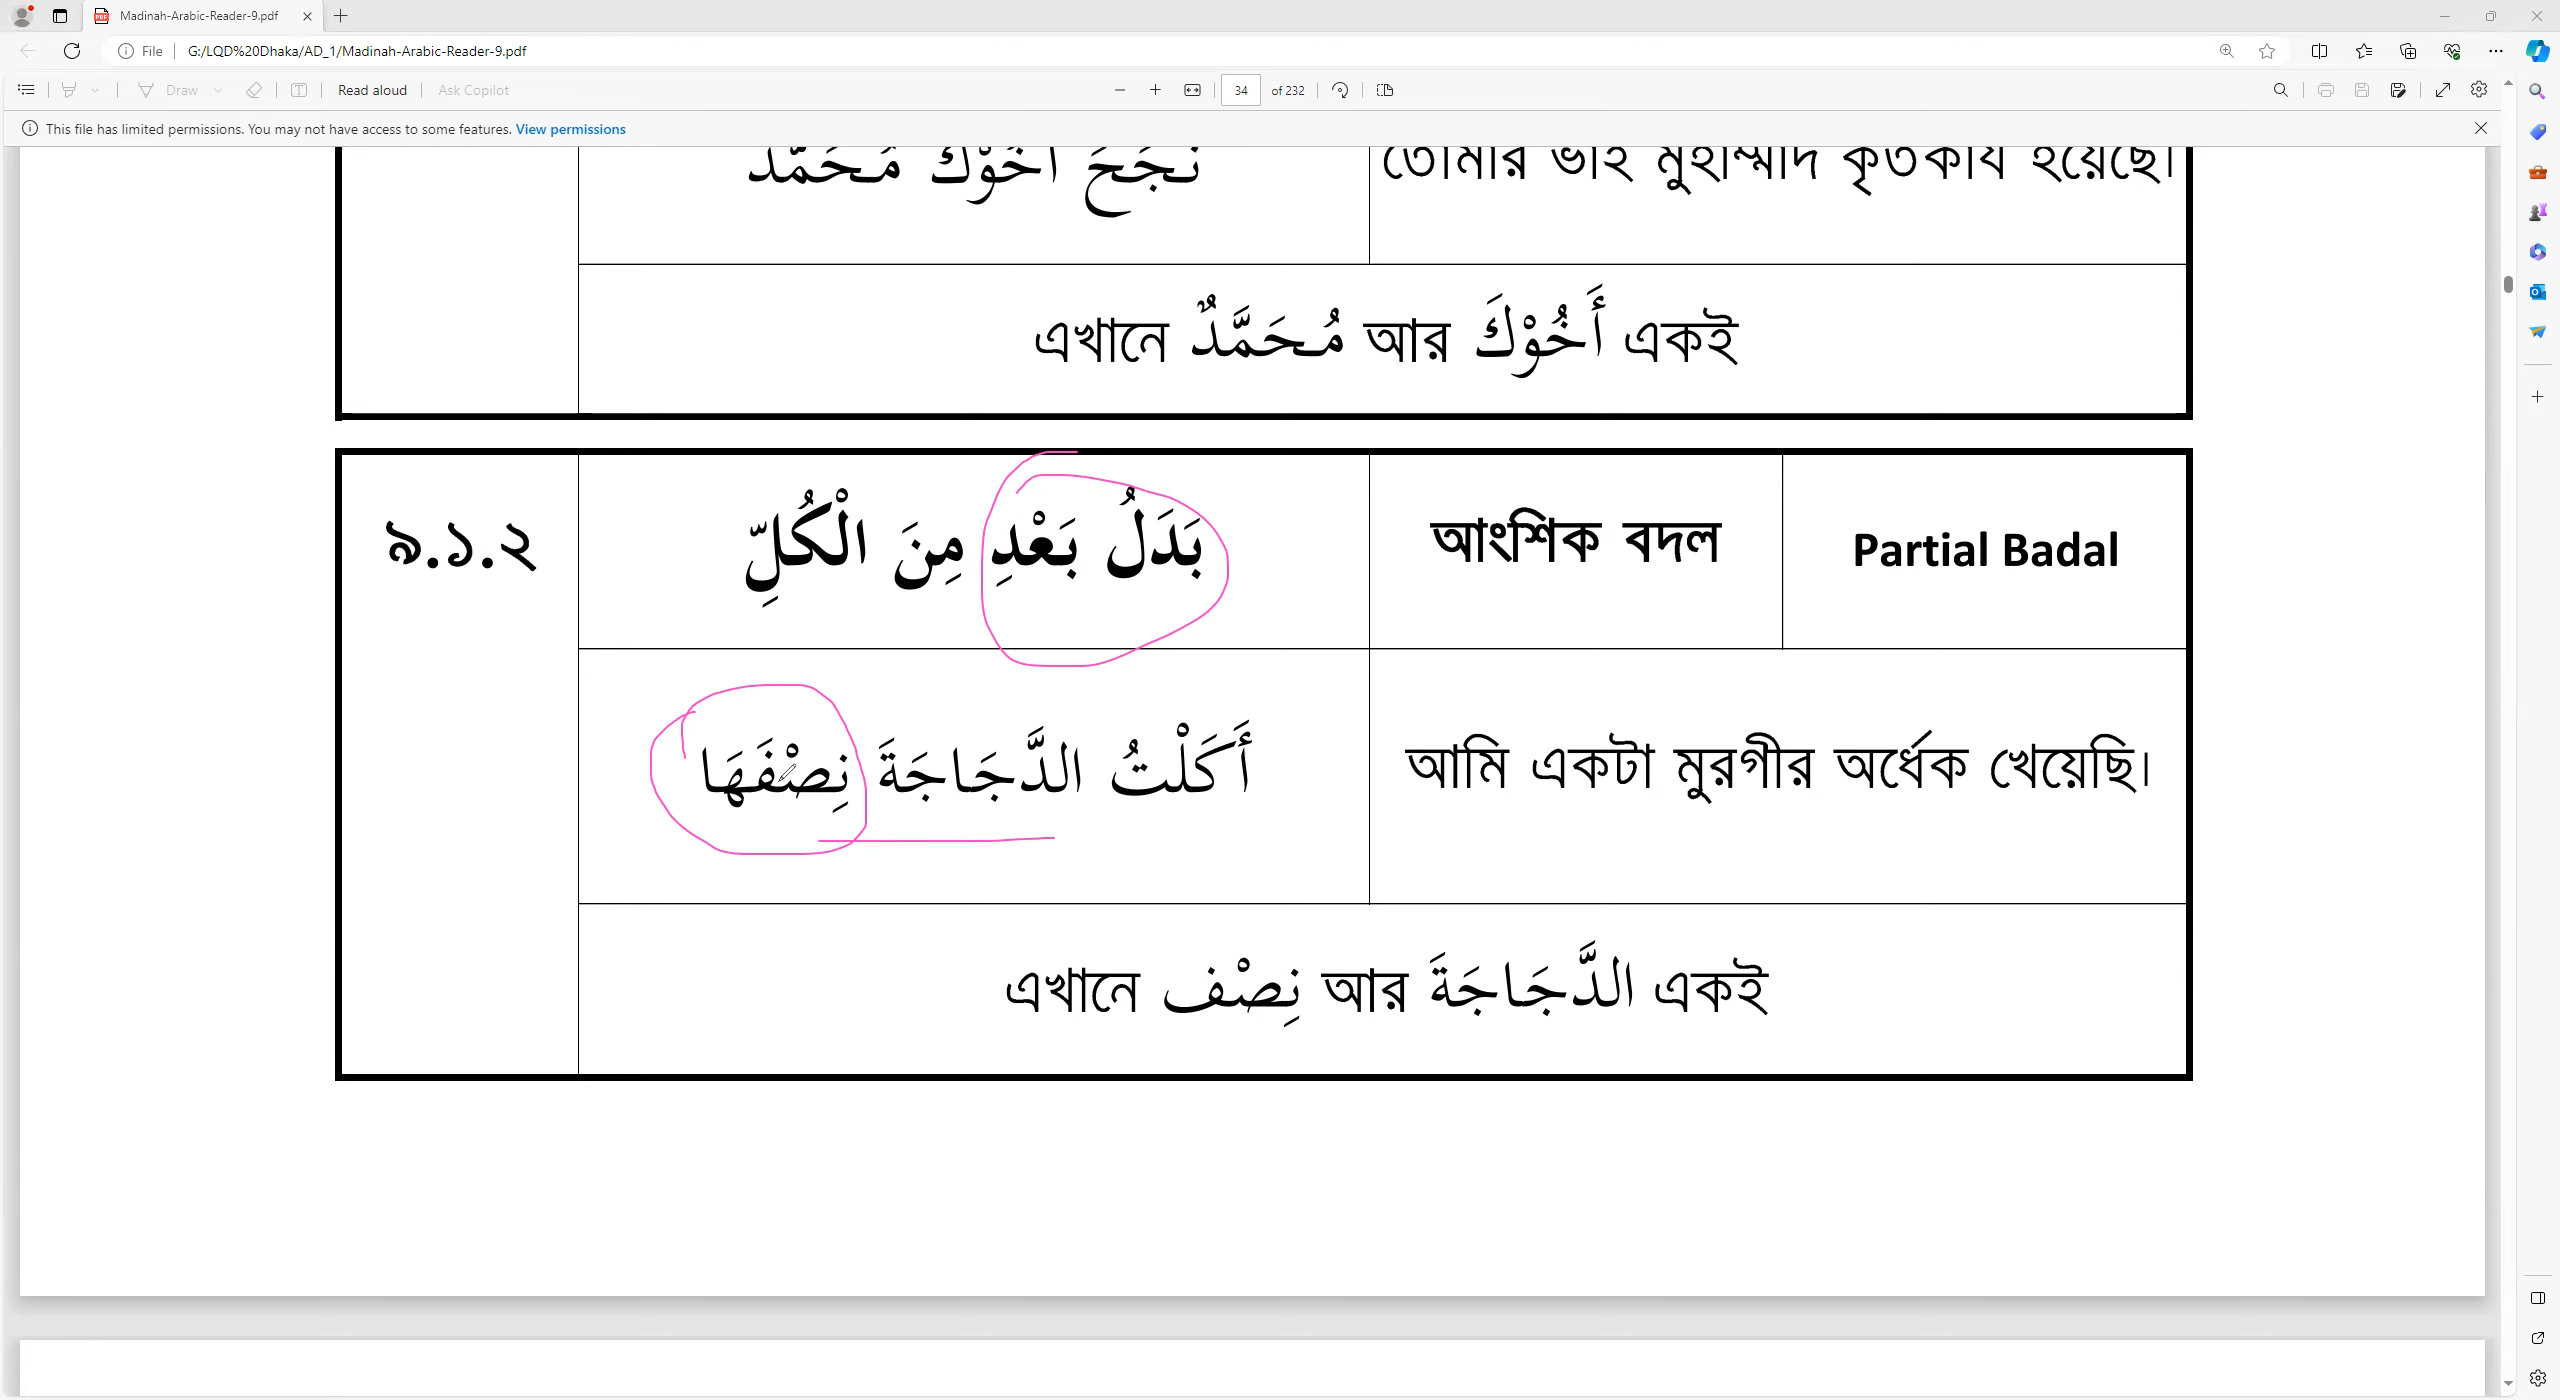 Madinah-Arabic-Reader-9.pdf
File G:/LQD%20Dhaka/AD_1/Madinah-Arabic-Reader-9.pdf
Draw Read aloud Ask Copilot 34 of 232
This file has limited permissions. You may not have access to some features. View permissions
نَجَحَ أَخُوْكَ مُحَمَّدٌ তোমার ভাই মুহাম্মাদ কৃতকার্য হয়েছে।
এখানে مُحَمَّدٌ আর أَخُوْكَ একই
৯.১.২ بَدَلُ بَعْدِ مِنَ الْكُلِّ আংশিক বদল Partial Badal
أَكَلْتُ الدَّجَاجَةَ نِصْفَهَا আমি একটা মুরগীর অর্ধেক খেয়েছি।
এখানে نِصْف আর الدَّجَاجَةَ একই